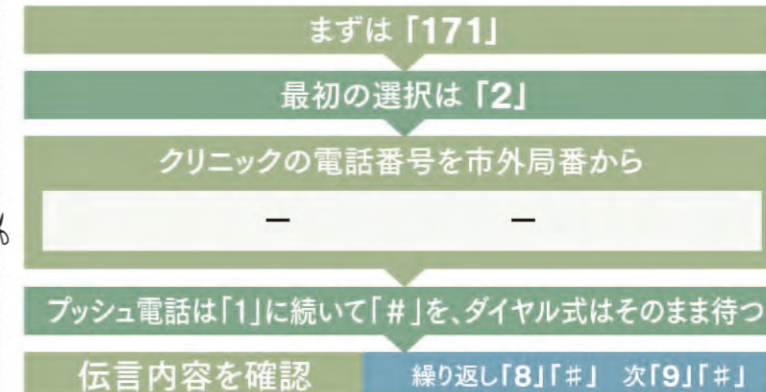 まずは「171」
最初の選択は「2」
クリニックの電話番号を市外局番から
ー　ー
プッシュ電話は「1」に続いて「#」を、ダイヤル式はそのまま待つ
伝言内容を確認
繰り返し「8」「#」　次「9」「#」